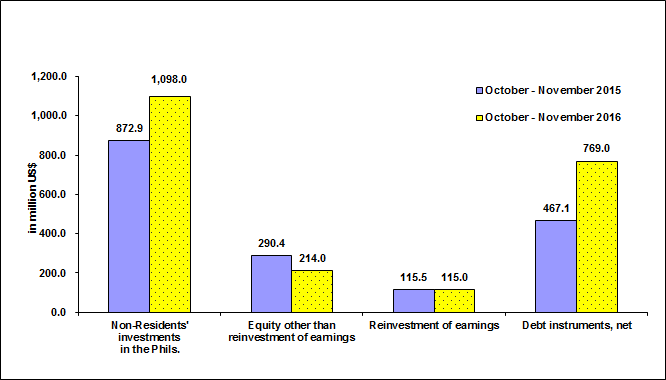 in million US$
1,200.0
1,000.0
800.0
600.0
400.0
200.0
0.0
October - November 2015
October - November 2016
872.9
1,098.0
290.4
214.0
115.5
115.0
467.1
769.0
Non-Residents'
investments
in the Phils.
Equity other than
reinvestment of earnings
Reinvestment of earnings
Debt instruments, net